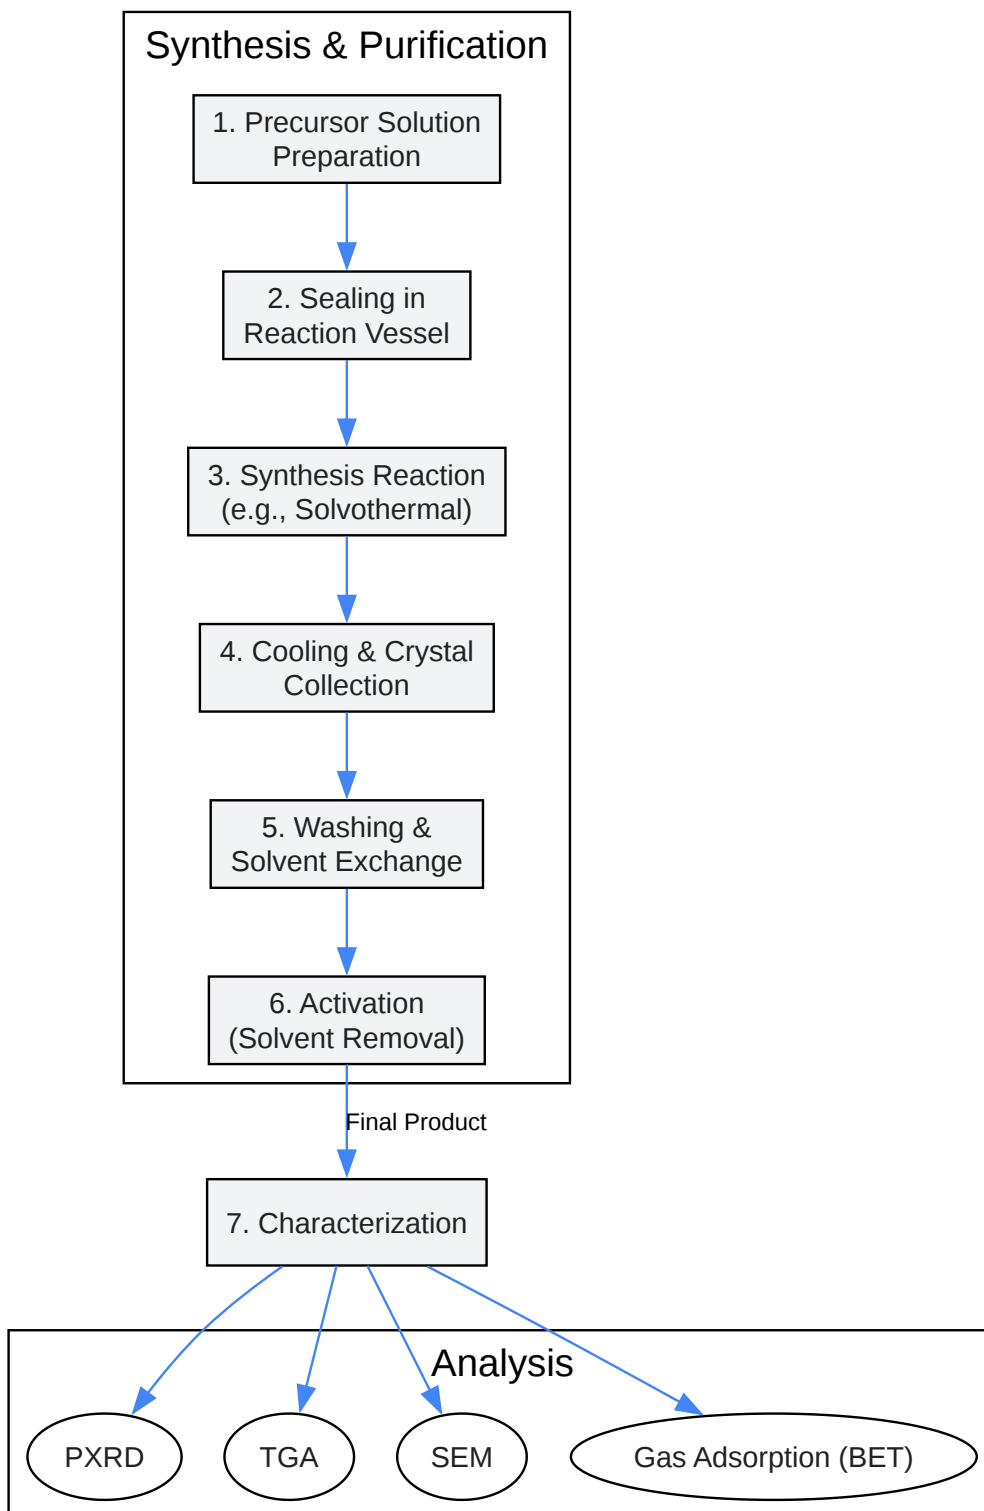 Synthesis & Purification
1. Precursor Solution
Preparation
2. Sealing in
Reaction Vessel
3. Synthesis Reaction
(e.g., Solvothermal)
4. Cooling & Crystal
Collection
5. Washing &
Solvent Exchange
6. Activation
(Solvent Removal)
Final Product
7. Characterization
Analysis
PXRD
TGA
SEM
Gas Adsorption (BET)